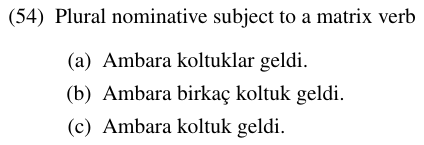 (54) Plural nominative subject to a matrix verb
(a) Ambara koltuklar geldi.
(b) Ambara birkaç koltuk geldi.
(c) Ambara koltuk geldi.